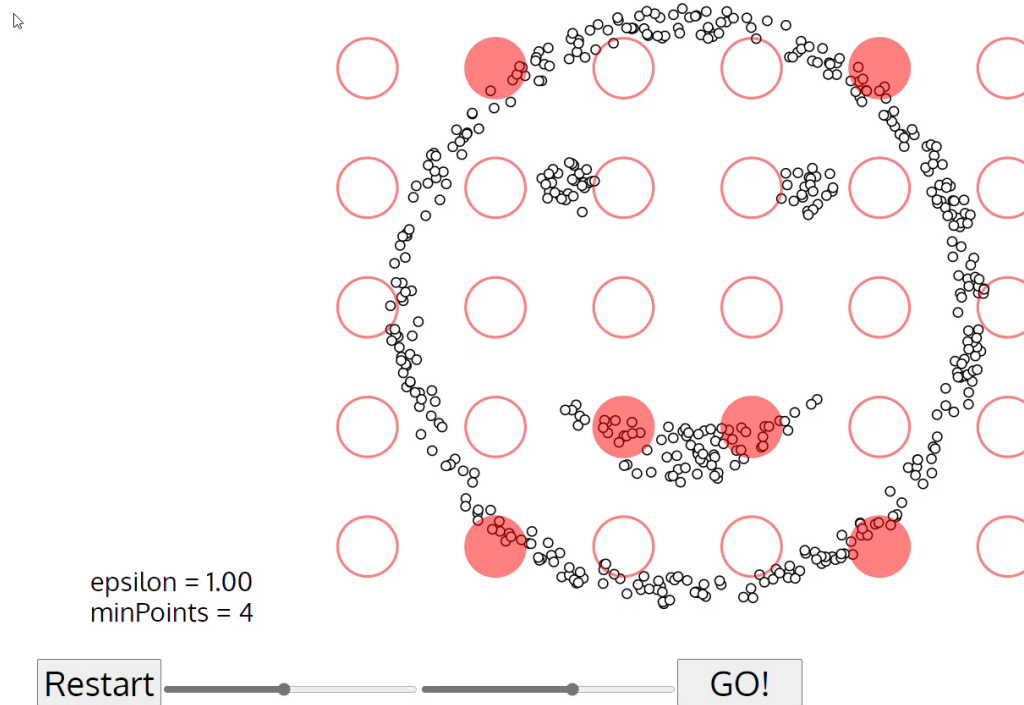 epsilon = 1.00
minPoints = 4
Restart
GO!